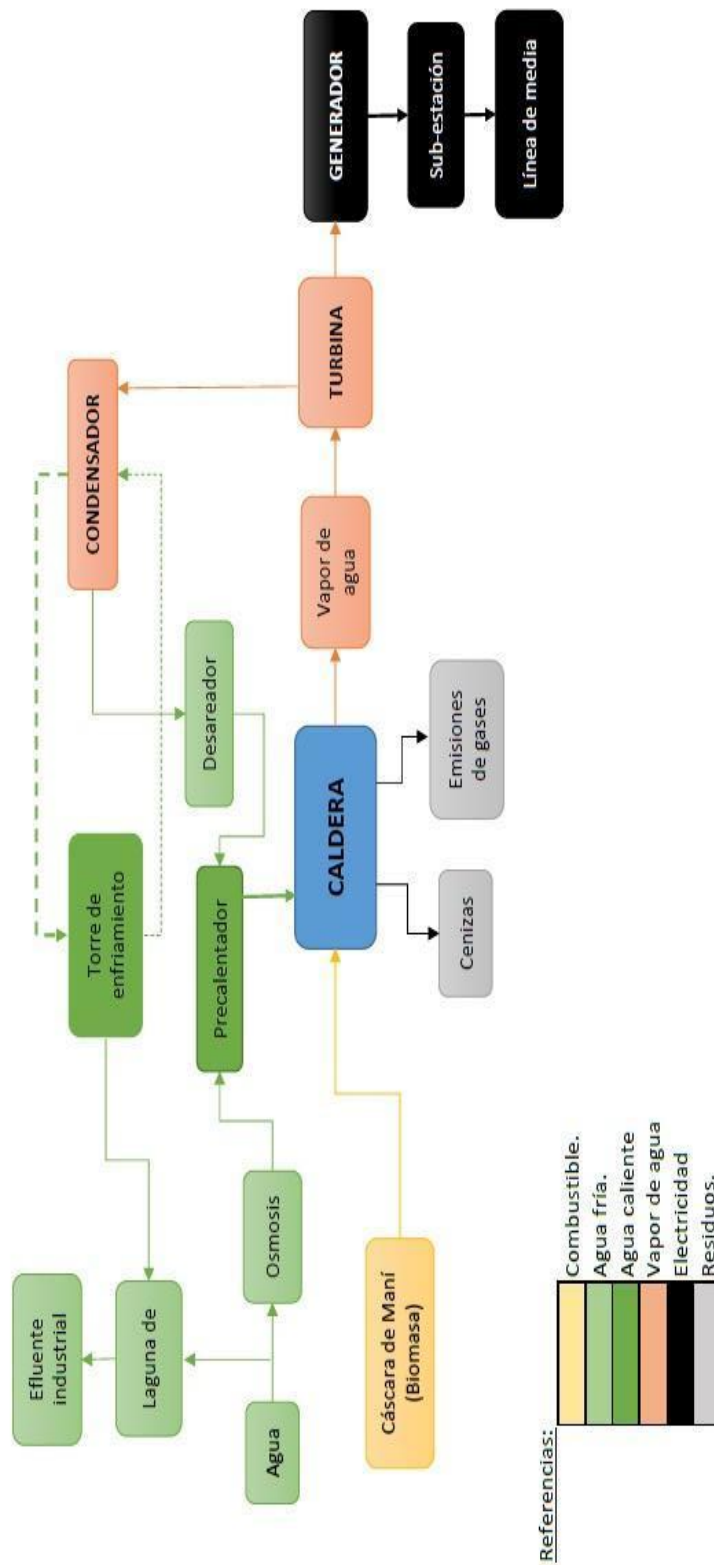 Efluente
industrial
Laguna de
Agua
Osmosis
Torre de
enfriamiento
Precalentador
Desareador
CONDENSADOR
Cáscara de Maní
(Biomasa)
CALDERA
Cenizas
Emisiones
de gases
Vapor de
agua
TURBINA
GENERADOR
Sub-estación
Línea de media
Referencias:
Combustible.
Agua fría.
Agua caliente
Vapor de agua
Electricidad
Residuos.